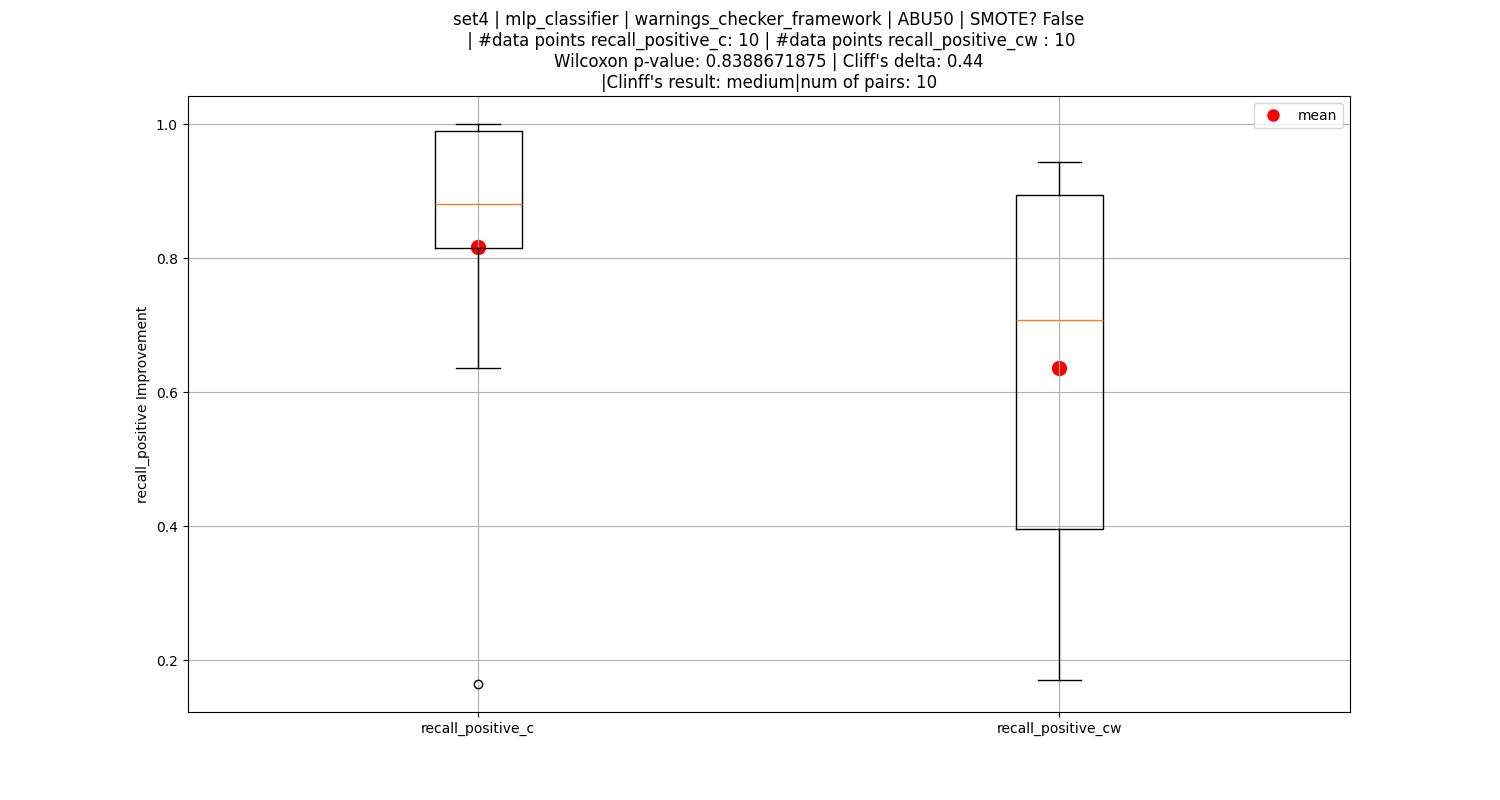 set4 | mlp_classifier | warnings_checker_framework | ABU50 | SMOTE? False
| #data points recall_positive_c: 10 | #data points recall_positive_cw : 10
Wilcoxon p-value: 0.8388671875 | Cliff's delta: 0.44
|Clinff's result: medium|num of pairs: 10
mean
1.0
0.8
0.6
0.4
0.2
recall_positive Improvement
recall_positive_c
recall_positive_cw